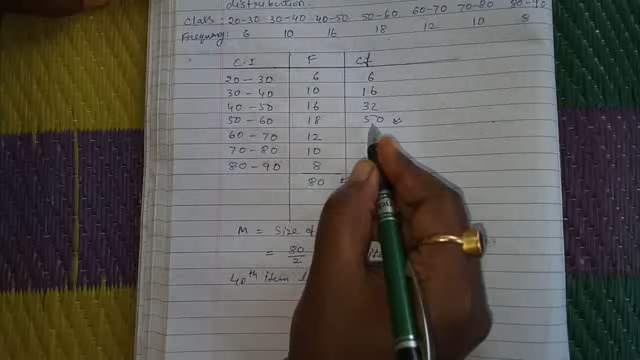 distribution.
Class: 20-30 30-40 40-50 50-60 60-70 70-80 80-90
Frequency: 6 10 16 18 12 10 8
C.I F Cf
20-30 6 6
30-40 10 16
40-50 16 32
50-60 18 50
60-70 12
70-80 10
80-90 8
80
M = Size of
= 80/2
40th item